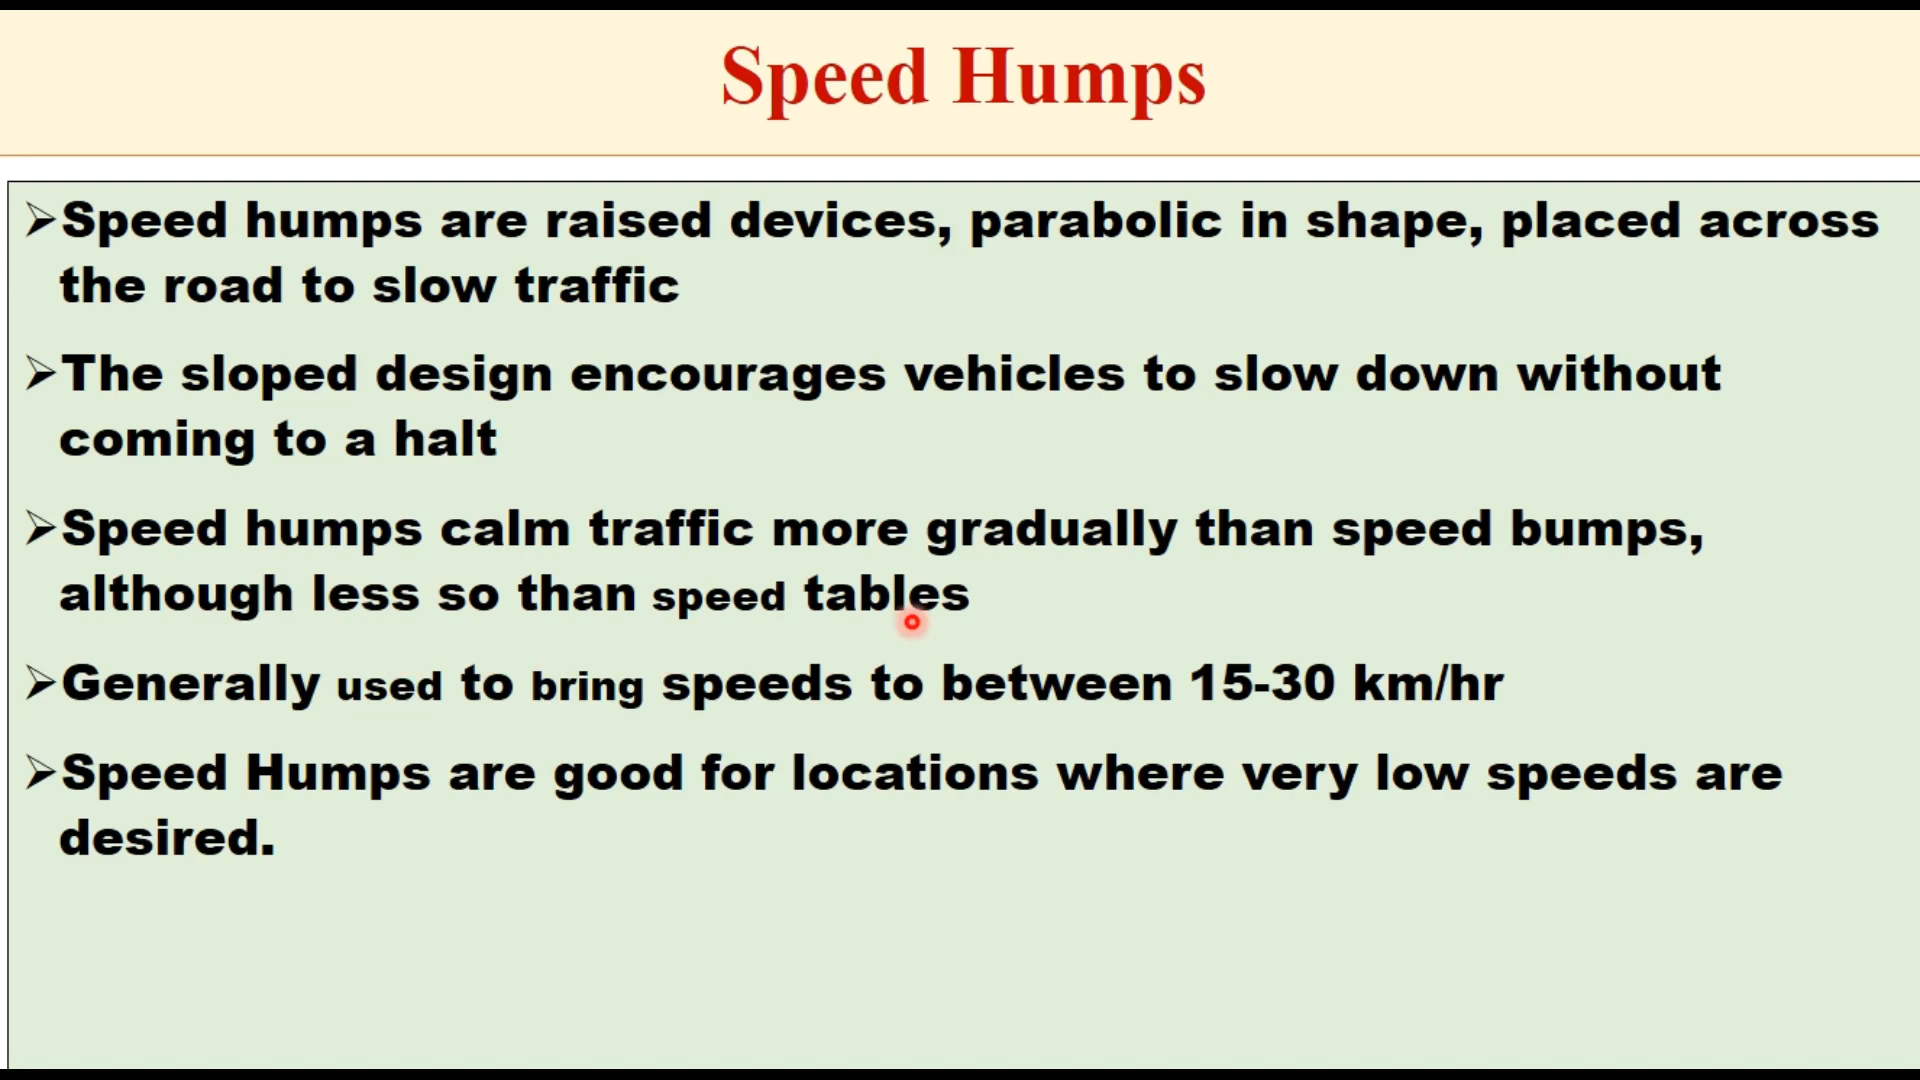 Speed Humps
➢Speed humps are raised devices, parabolic in shape, placed across
the road to slow traffic
➢The sloped design encourages vehicles to slow down without
coming to a halt
➢Speed humps calm traffic more gradually than speed bumps,
although less so than speed tables
➢Generally used to bring speeds to between 15-30 km/hr
➢Speed Humps are good for locations where very low speeds are
desired.